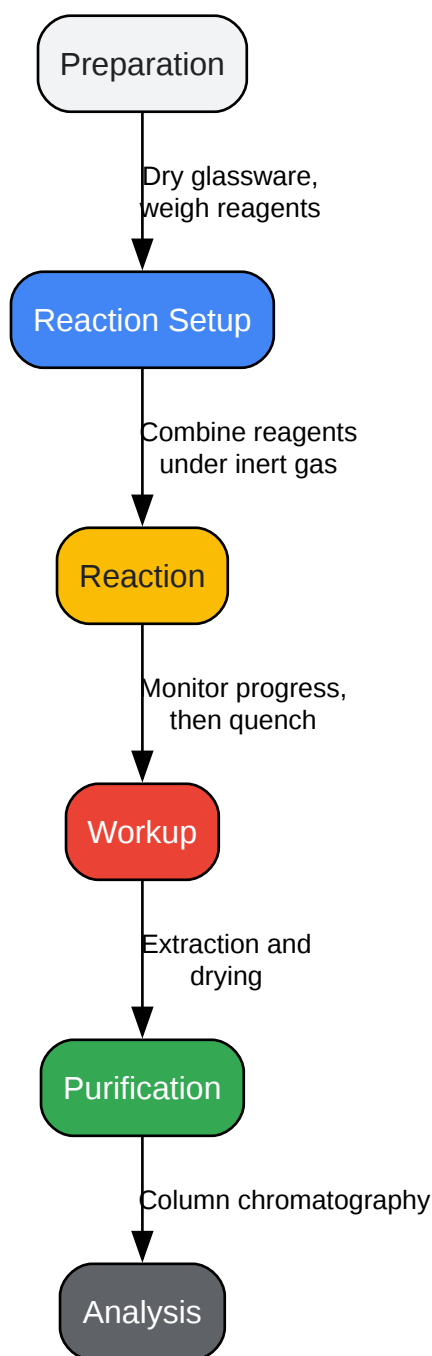 Preparation
Dry glassware,
weigh reagents
Reaction Setup
Combine reagents
under inert gas
Reaction
Monitor progress,
then quench
Workup
Extraction and
drying
Purification
Column chromatography
Analysis